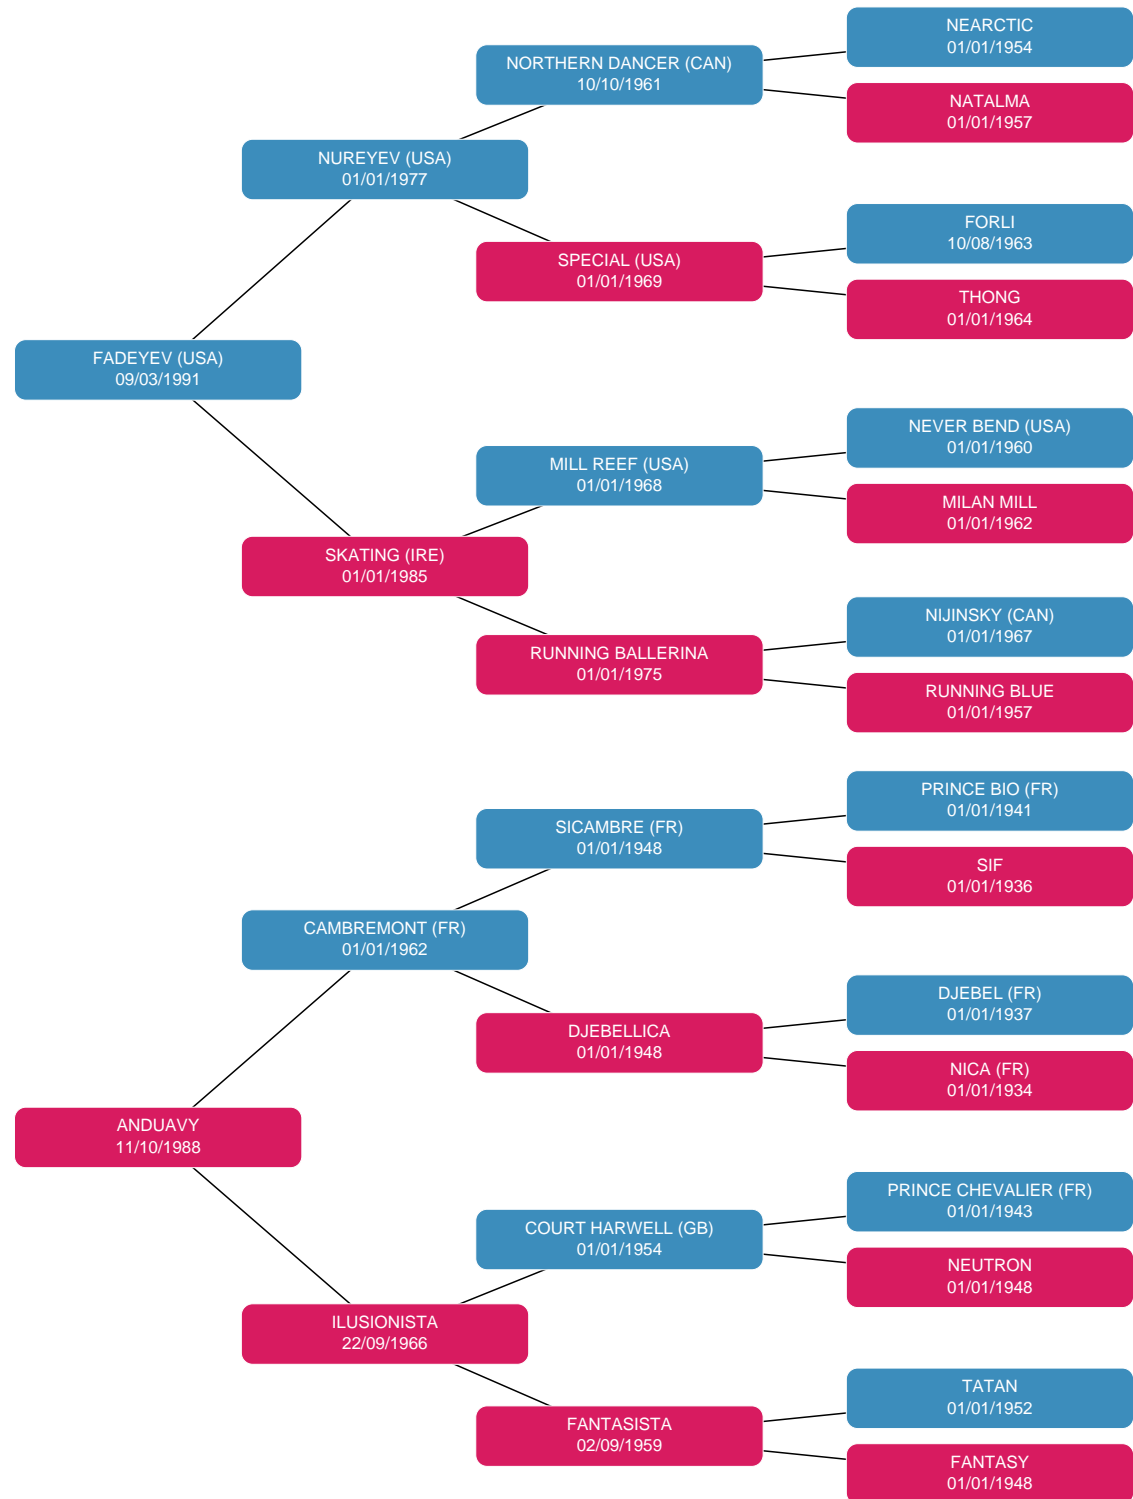 NEARCTIC
01/01/1954
NORTHERN DANCER (CAN)
10/10/1961
NATALMA
01/01/1957
NUREYEV (USA)
01/01/1977
FORLI
10/08/1963
SPECIAL (USA)
01/01/1969
THONG
01/01/1964
FADEYEV (USA)
09/03/1991
NEVER BEND (USA)
01/01/1960
MILL REEF (USA)
01/01/1968
MILAN MILL
01/01/1962
SKATING (IRE)
01/01/1985
NIJINSKY (CAN)
01/01/1967
RUNNING BALLERINA
01/01/1975
RUNNING BLUE
01/01/1957
PRINCE BIO (FR)
01/01/1941
SICAMBRE (FR)
01/01/1948
SIF
01/01/1936
CAMBREMONT (FR)
01/01/1962
DJEBEL (FR)
01/01/1937
DJEBELLICA
01/01/1948
NICA (FR)
01/01/1934
ANDUAVY
11/10/1988
PRINCE CHEVALIER (FR)
01/01/1943
COURT HARWELL (GB)
01/01/1954
NEUTRON
01/01/1948
ILUSIONISTA
22/09/1966
TATAN
01/01/1952
FANTASISTA
02/09/1959
FANTASY
01/01/1948